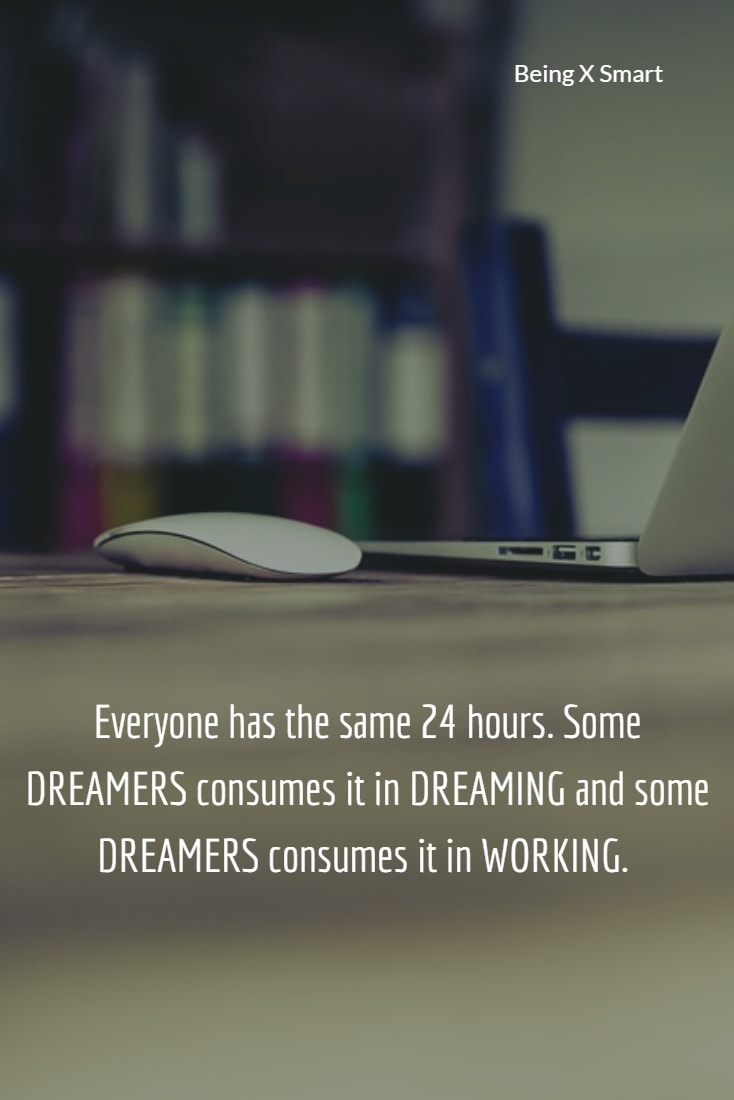 Being X Smart
Everyone has the same 24 hours. Some
DREAMERS consumes it in DREAMING and some
DREAMERS consumes it in WORKING.